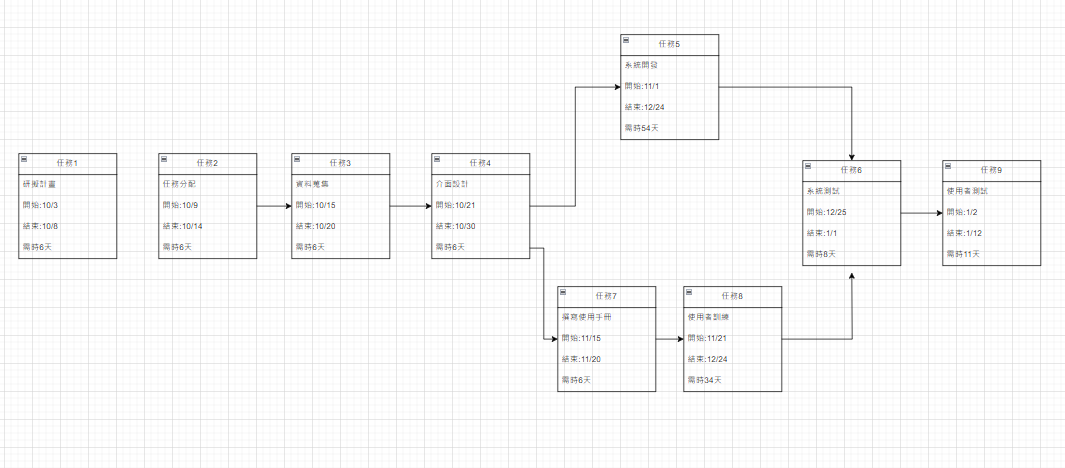 任務1
研擬計畫
開始:10/3
結束:10/8
需時6天
任務2
任務分配
開始:10/9
結束:10/14
需時6天
任務3
資料蒐集
開始:10/15
結束:10/20
需時6天
任務4
介面設計
開始:10/21
結束:10/30
需時6天
任務5
系統開發
開始:11/1
結束:12/24
需時54天
任務7
撰寫使用手冊
開始:11/15
結束:11/20
需時6天
任務8
使用者訓練
開始:11/21
結束:12/24
需時34天
任務6
系統測試
開始:12/25
結束:1/1
需時8天
任務9
使用者測試
開始:1/2
結束:1/12
需時11天